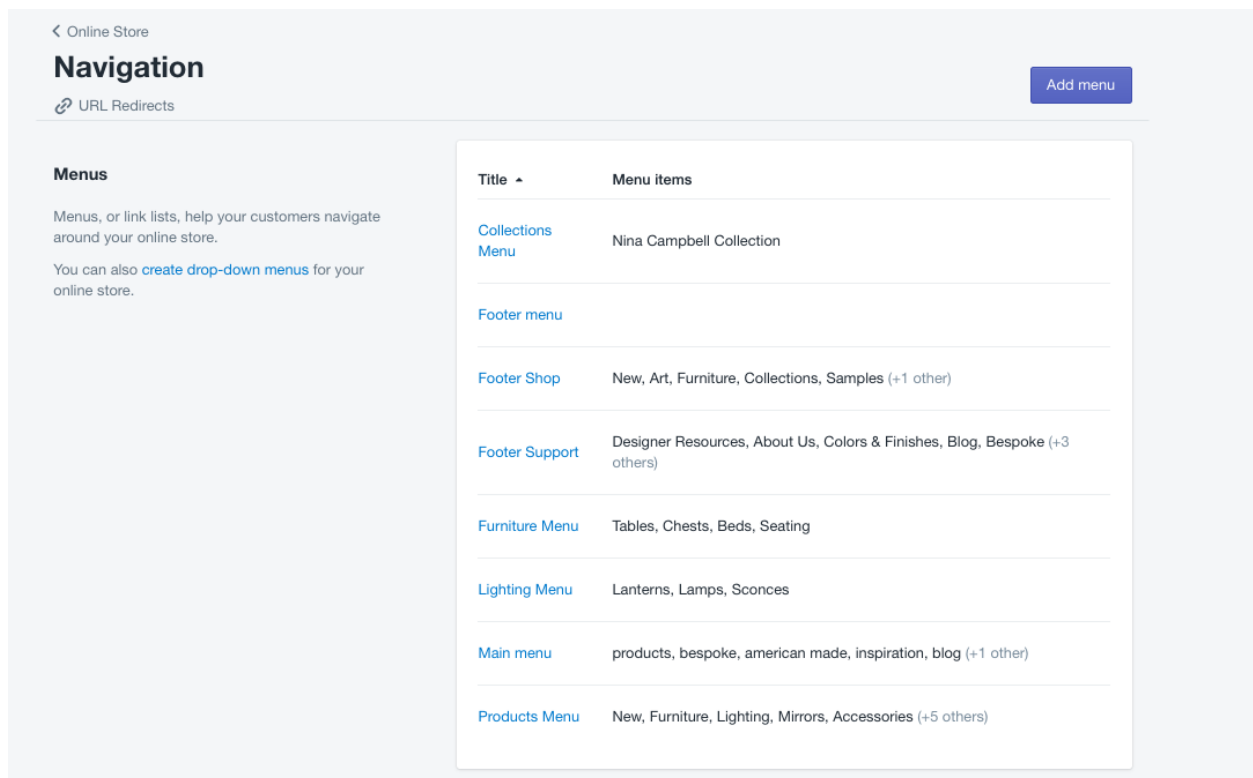 Online Store
Navigation
URL Redirects
Add menu
Menus
Menus, or link lists, help your customers navigate
around your online store.
You can also create drop-down menus for your
online store.
Title Menu items
Collections
Menu
Nina Campbell Collection
Footer menu
Footer Shop New, Art, Furniture, Collections, Samples (+1 other)
Footer Support
Designer Resources, About Us, Colors & Finishes, Blog, Bespoke (+3
others)
Furniture Menu Tables, Chests, Beds, Seating
Lighting Menu Lanterns, Lamps, Sconces
Main menu products, bespoke, american made, inspiration, blog (+1 other)
Products Menu New, Furniture, Lighting, Mirrors, Accessories (+5 others)